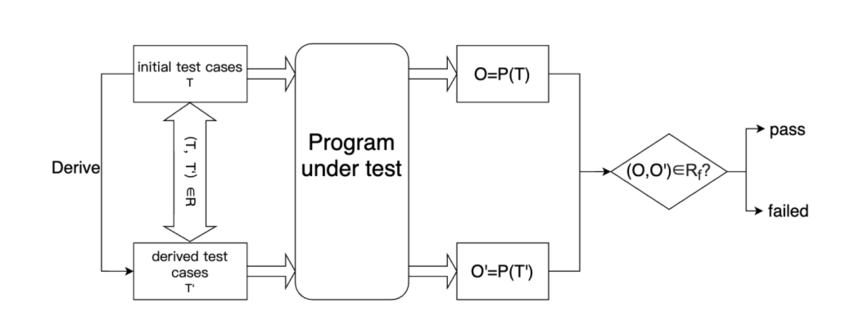 initial test cases
T
O=P(T)
Derive
(T, T') ∈R
Program
under test
(O,O')∈Rf?
pass
failed
derived test
cases
T'
O'=P(T')